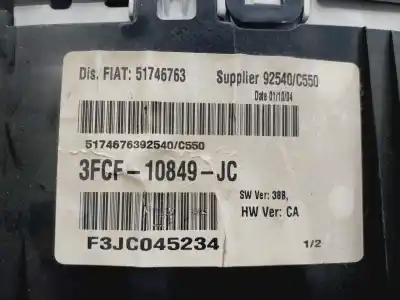 Dis. FIAT: 51746763 Supplier 92540/C550
Date 01/10/04
5174676392540/C550
3FCF-10849-JC
SW Ver: 38B,
HW Ver: CA
F3JC045234 1/2